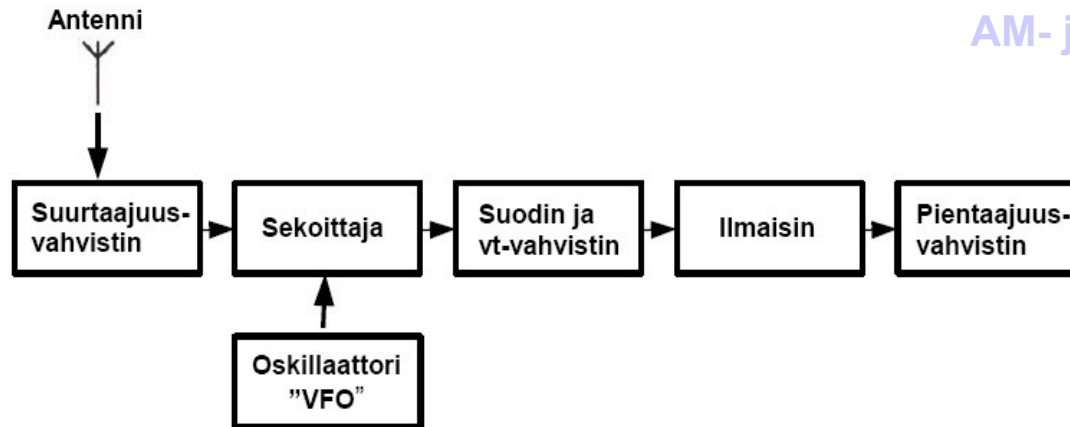 Antenni
AM- j
Suurtaajuus-
vahvistin
Sekoittaja
Suodin ja
vt-vahvistin
Ilmaisin
Pientaajuus-
vahvistin
Oskillaattori
”VFO”